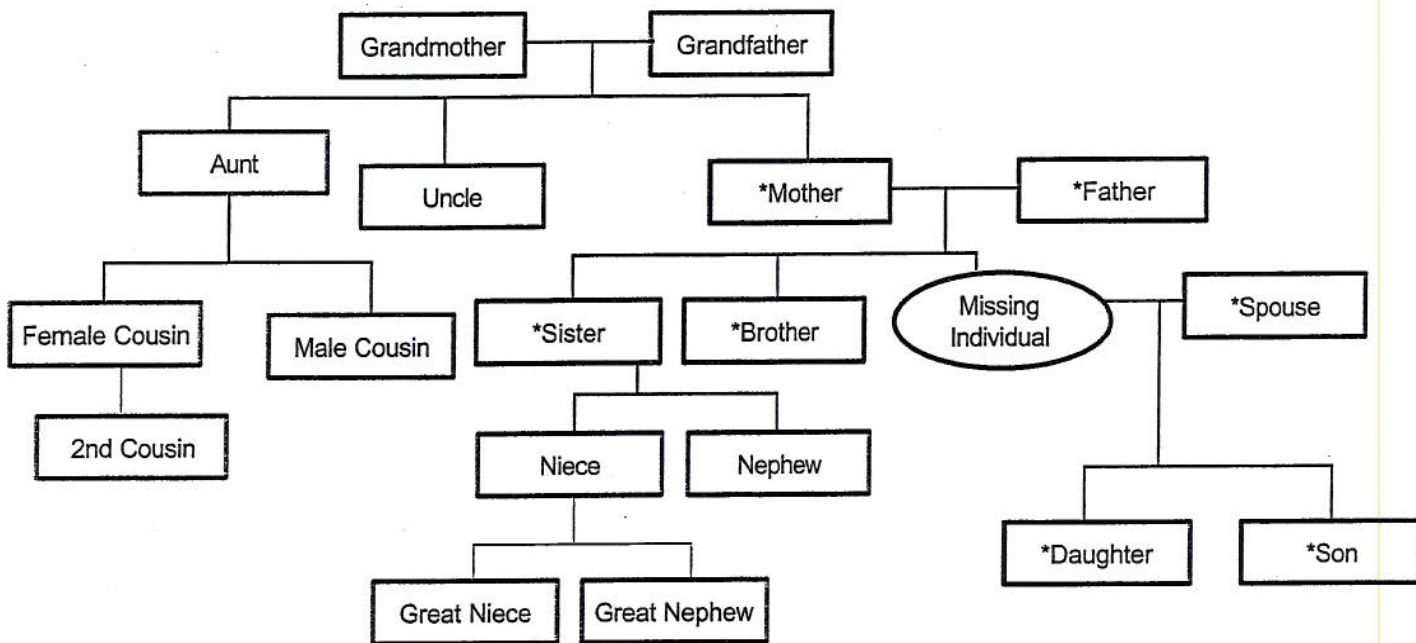 Grandmother
Grandfather
Aunt
Uncle
*Mother
*Father
Female Cousin
Male Cousin
*Sister
*Brother
Missing
Individual
*Spouse
2nd Cousin
Niece
Nephew
*Daughter
*Son
Great Niece
Great Nephew